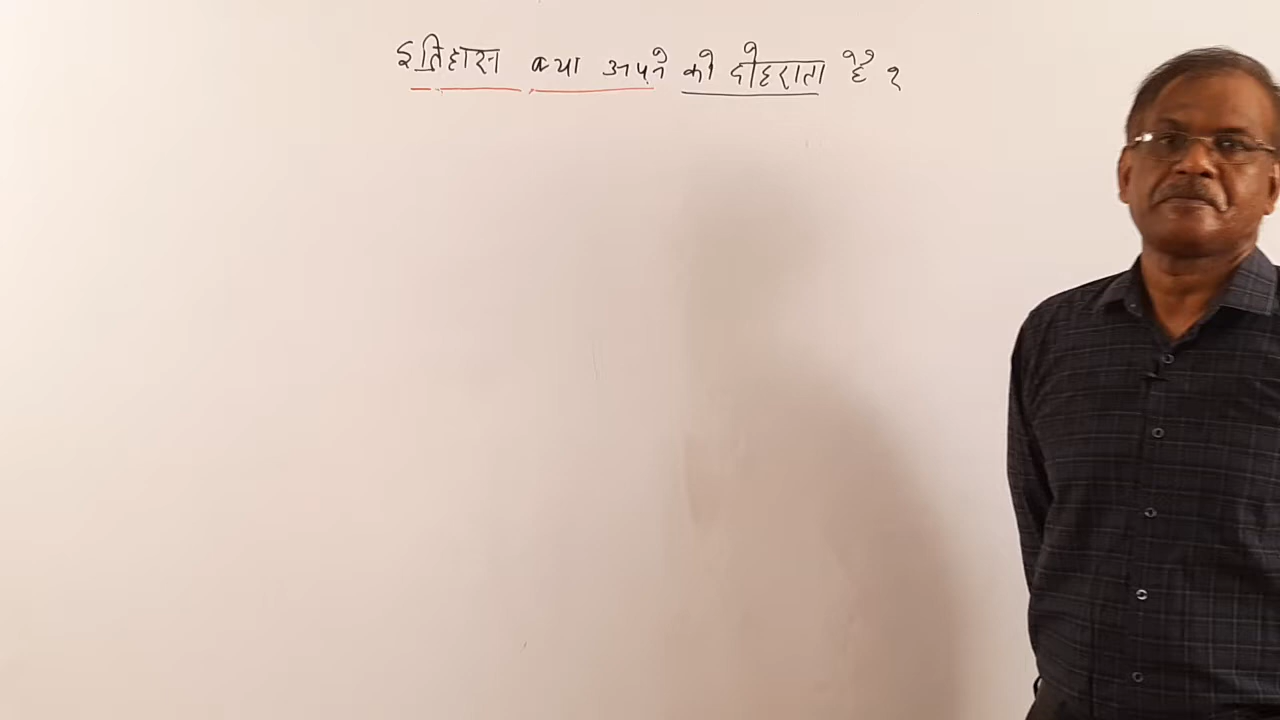 इतिहास क्या अपने को दोहराता है ?